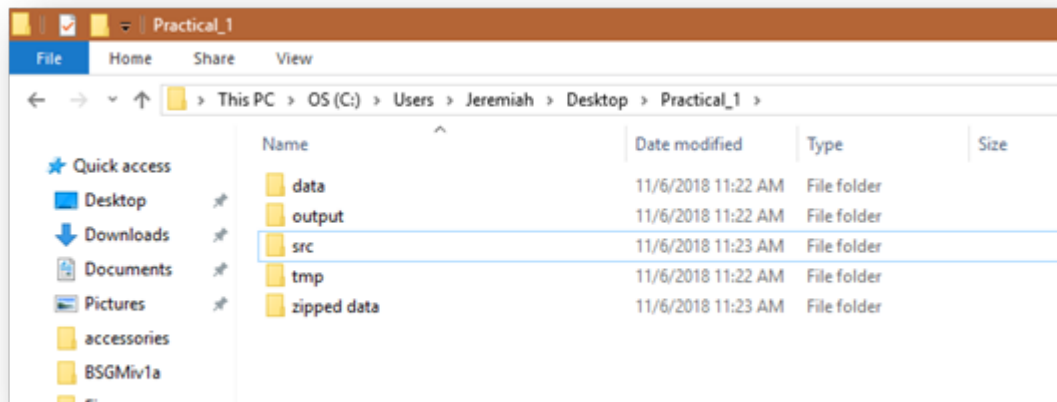 Practical_1
File Home Share View
This PC > OS (C:) > Users > Jeremiah > Desktop > Practical_1 >
Name Date modified Type Size
Quick access
Desktop
Downloads
Documents
Pictures
accessories
BSGMiv1a
data 11/6/2018 11:22 AM File folder
output 11/6/2018 11:22 AM File folder
src 11/6/2018 11:23 AM File folder
tmp 11/6/2018 11:22 AM File folder
zipped data 11/6/2018 11:23 AM File folder